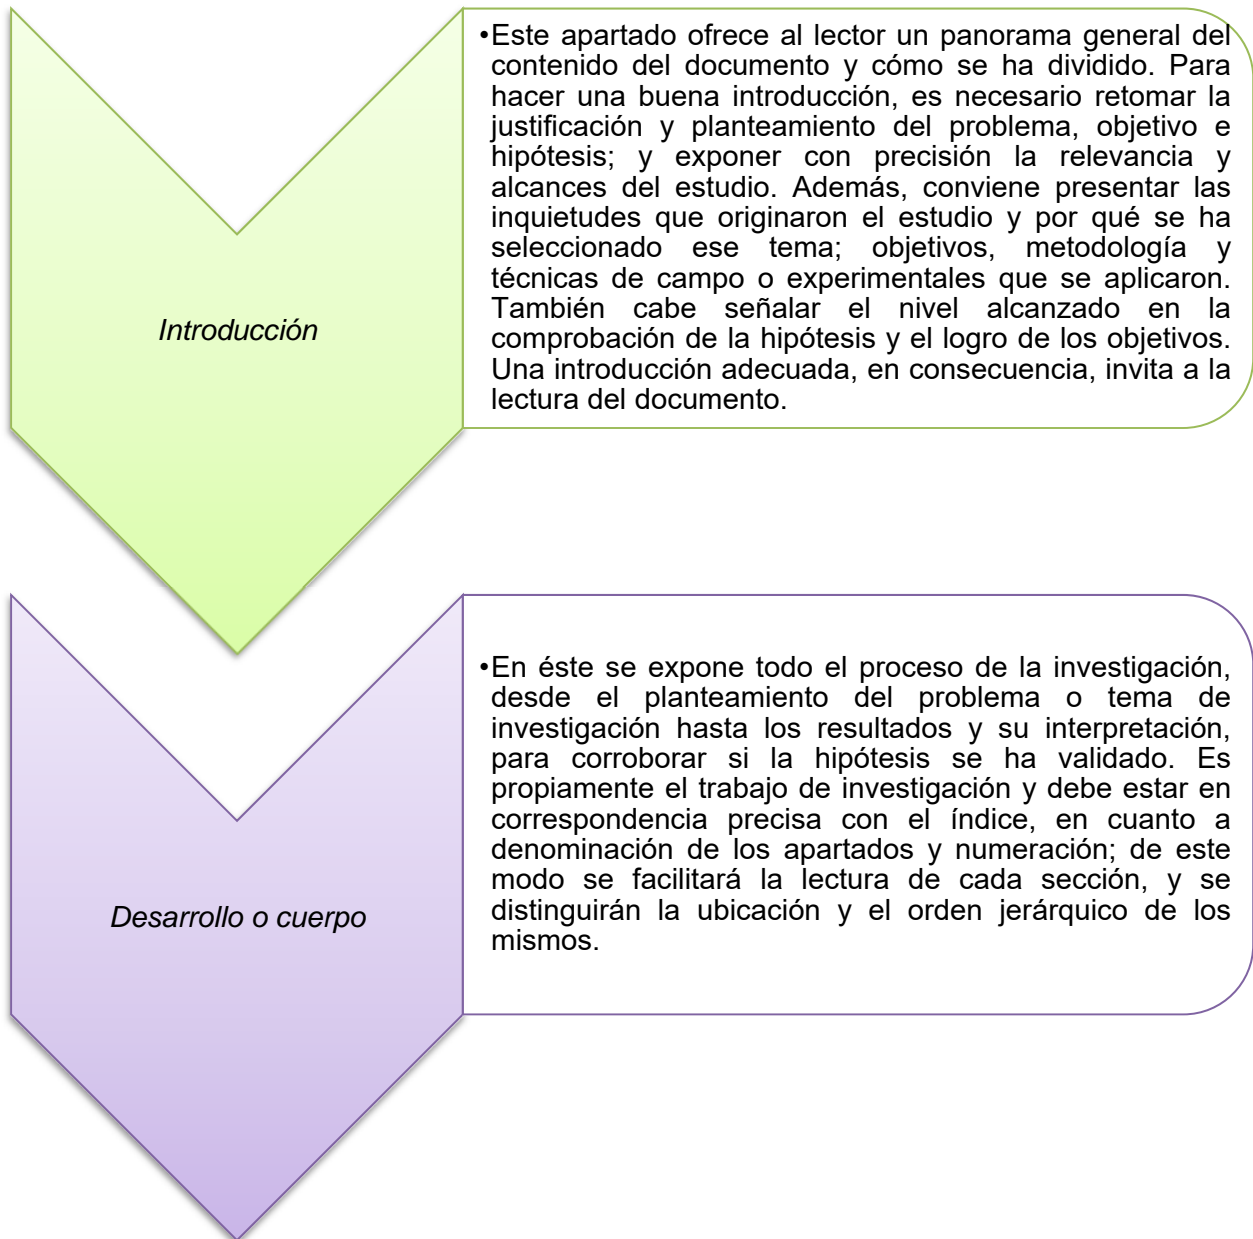 Introducción
•Este apartado ofrece al lector un panorama general del
contenido del documento y cómo se ha dividido. Para
hacer una buena introducción, es necesario retomar la
justificación y planteamiento del problema, objetivo e
hipótesis; y exponer con precisión la relevancia y
alcances del estudio. Además, conviene presentar las
inquietudes que originaron el estudio y por qué se ha
seleccionado ese tema; objetivos, metodología y
técnicas de campo o experimentales que se aplicaron.
También cabe señalar el nivel alcanzado en la
comprobación de la hipótesis y el logro de los objetivos.
Una introducción adecuada, en consecuencia, invita a la
lectura del documento.
Desarrollo o cuerpo
•En éste se expone todo el proceso de la investigación,
desde el planteamiento del problema o tema de
investigación hasta los resultados y su interpretación,
para corroborar si la hipótesis se ha validado. Es
propiamente el trabajo de investigación y debe estar en
correspondencia precisa con el índice, en cuanto a
denominación de los apartados y numeración; de este
modo se facilitará la lectura de cada sección, y se
distinguirán la ubicación y el orden jerárquico de los
mismos.